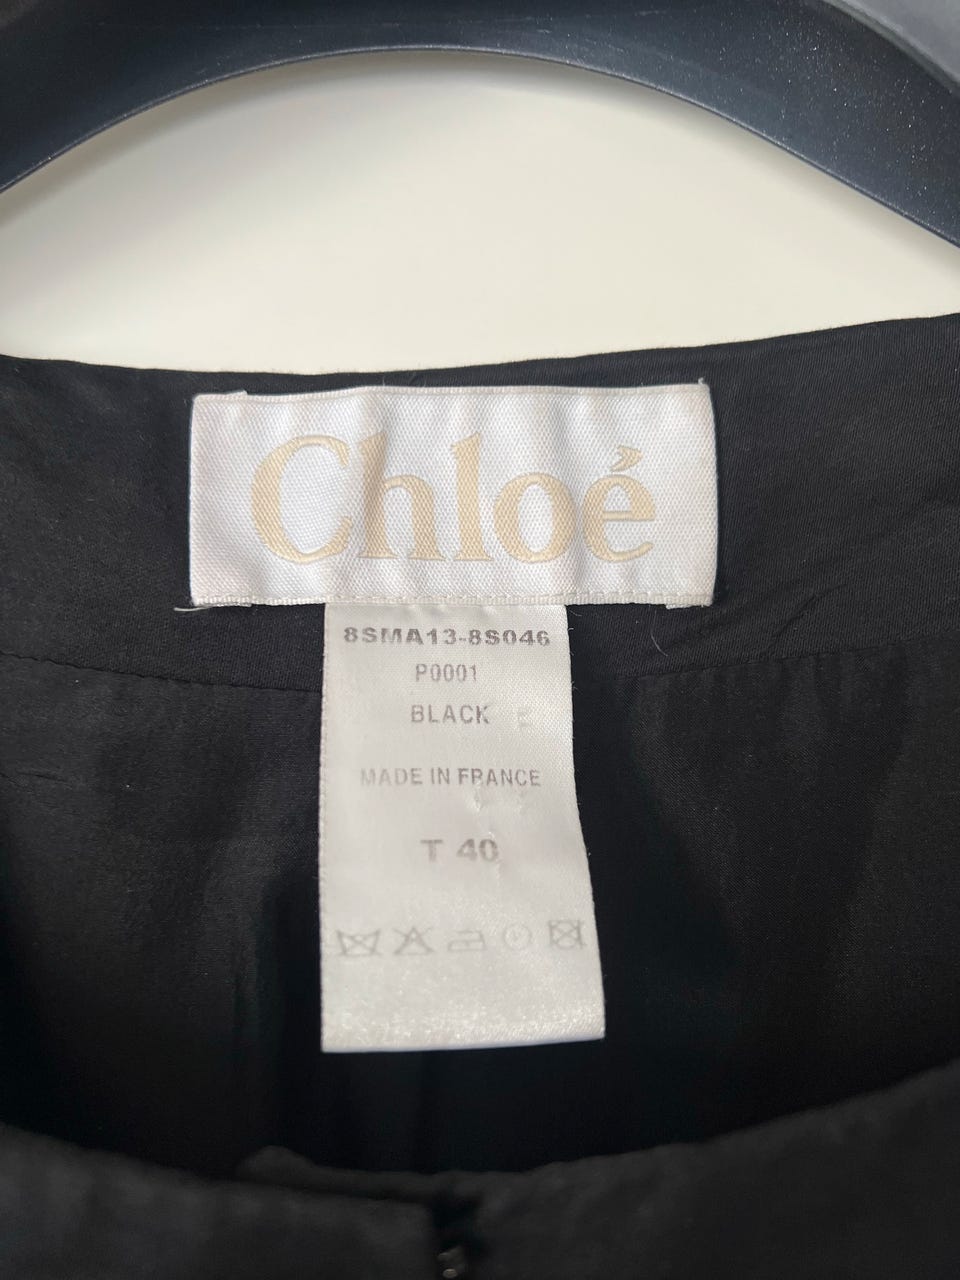 Chloé
8SMA13-8S046
P0001
BLACK
MADE IN FRANCE
T 40